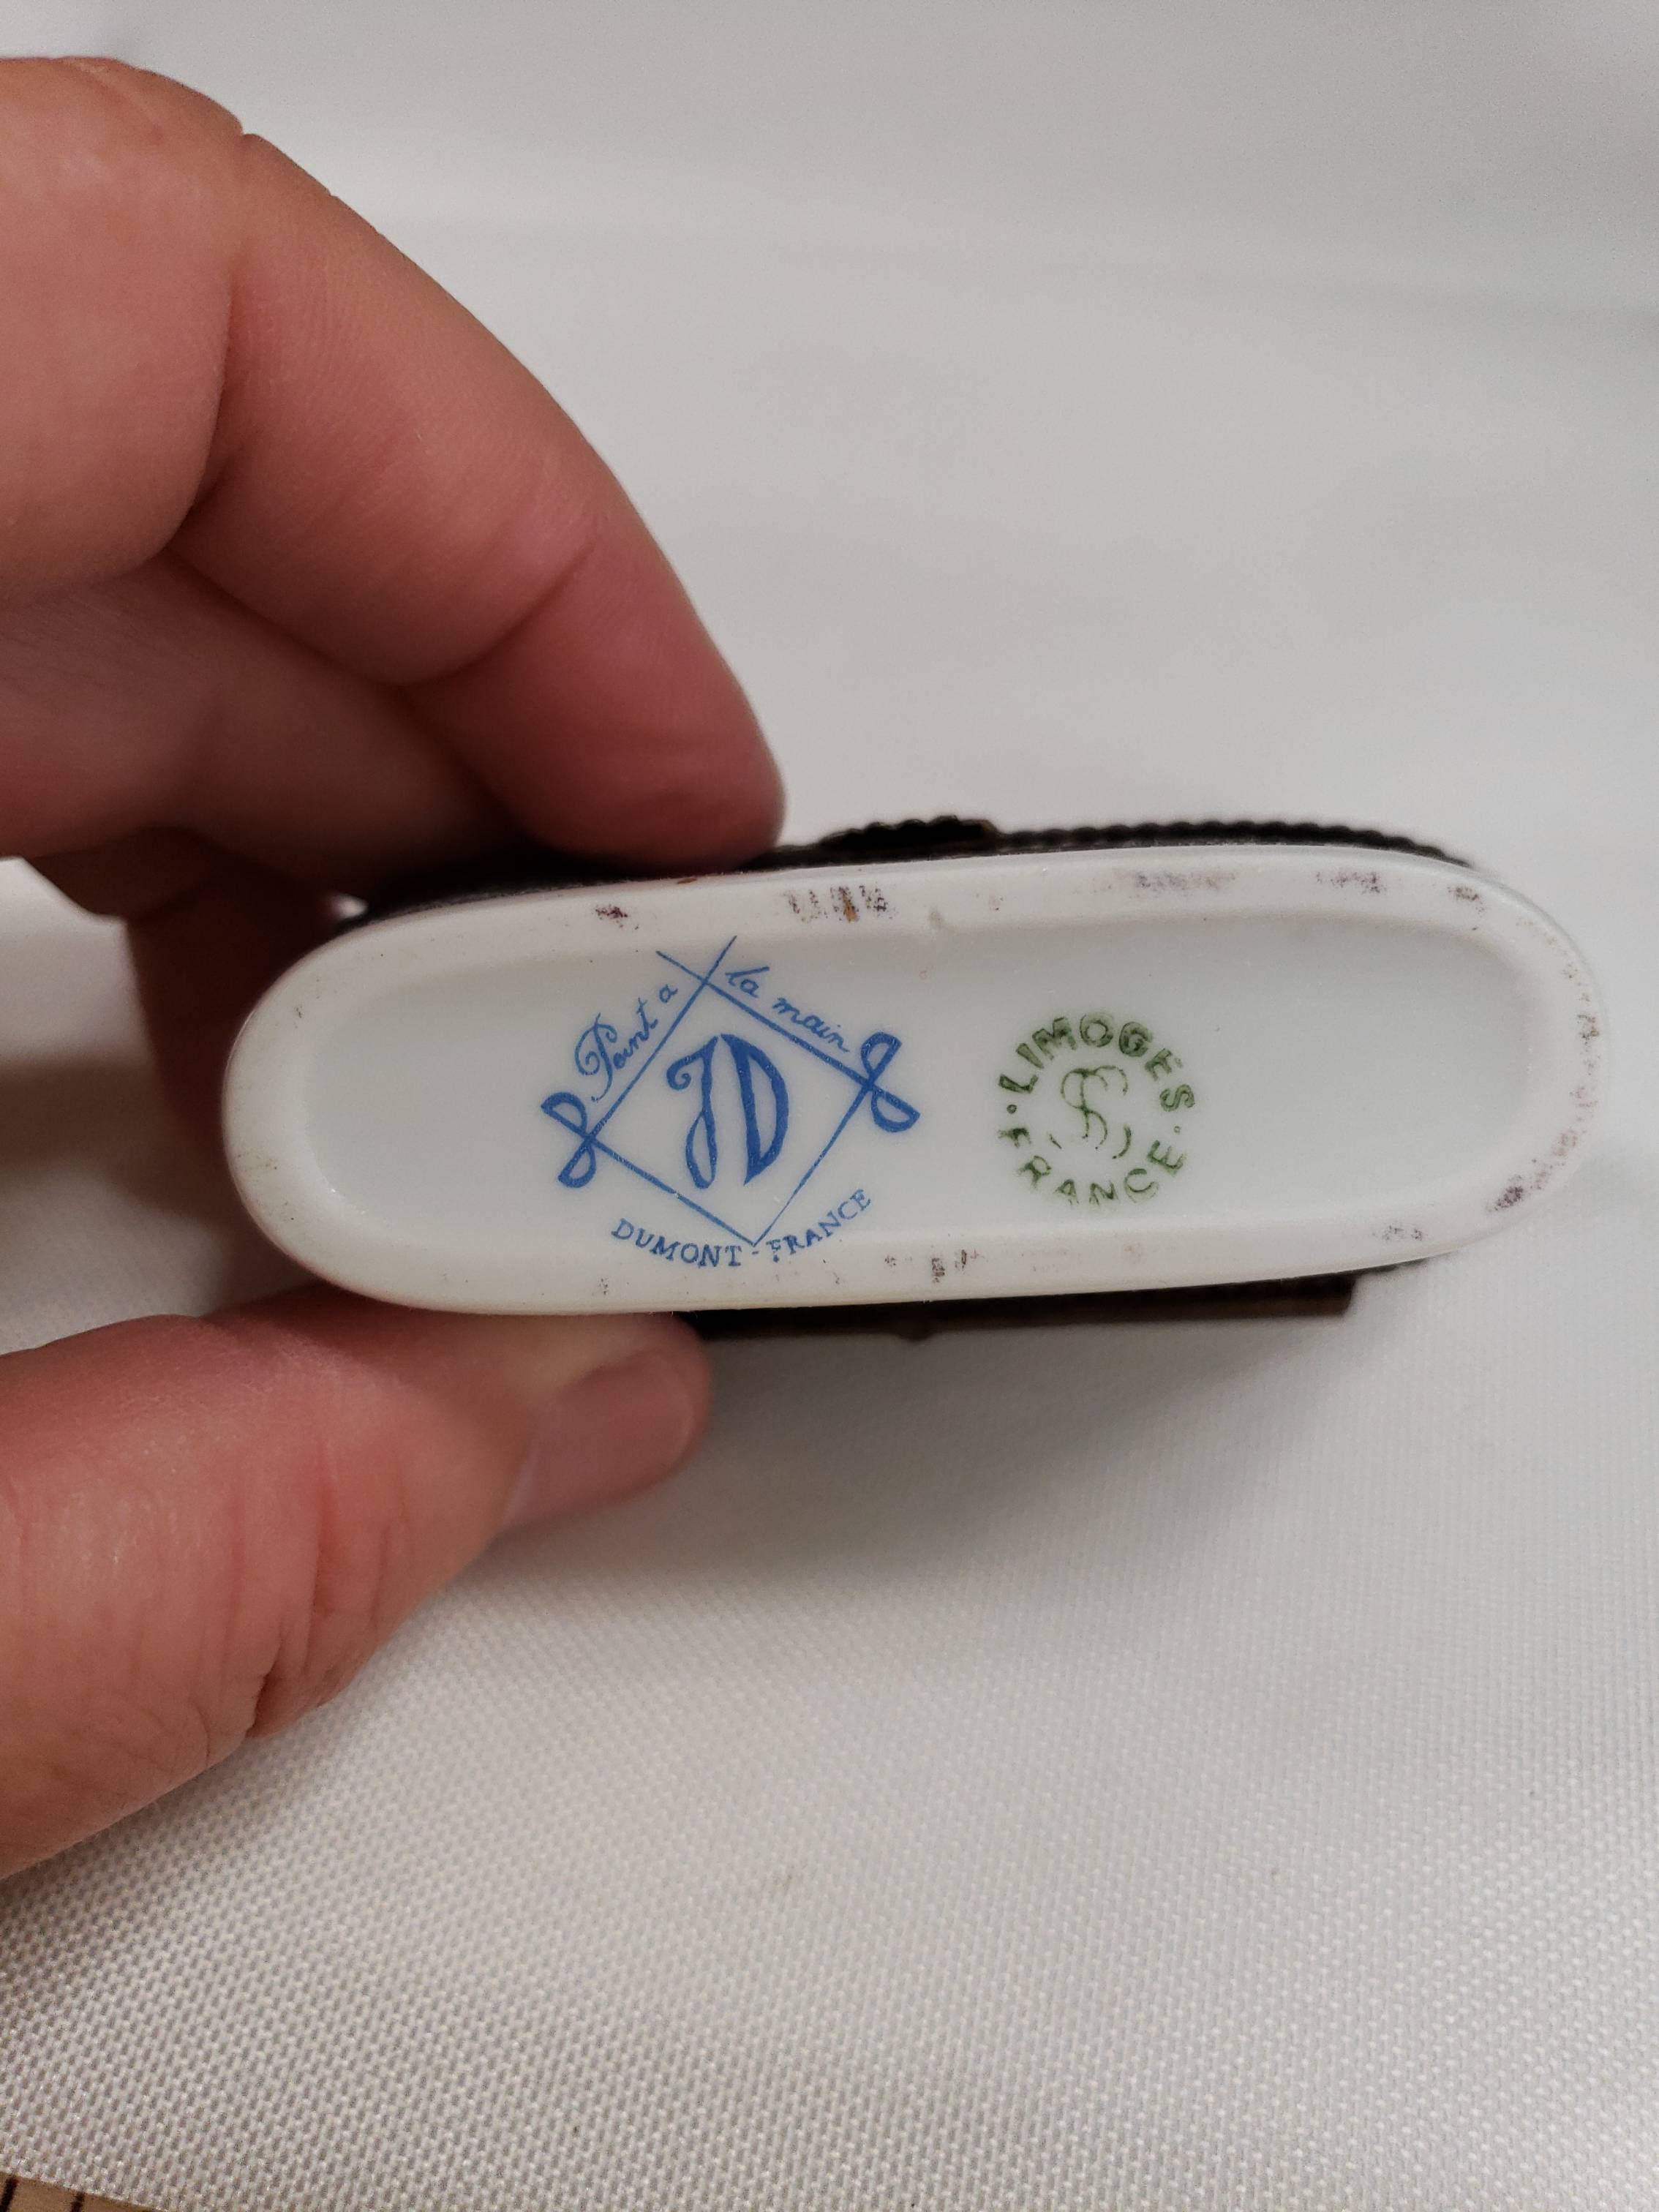 Peint a la main
JD
DUMONT - FRANCE
LIMOGES
FRANCE